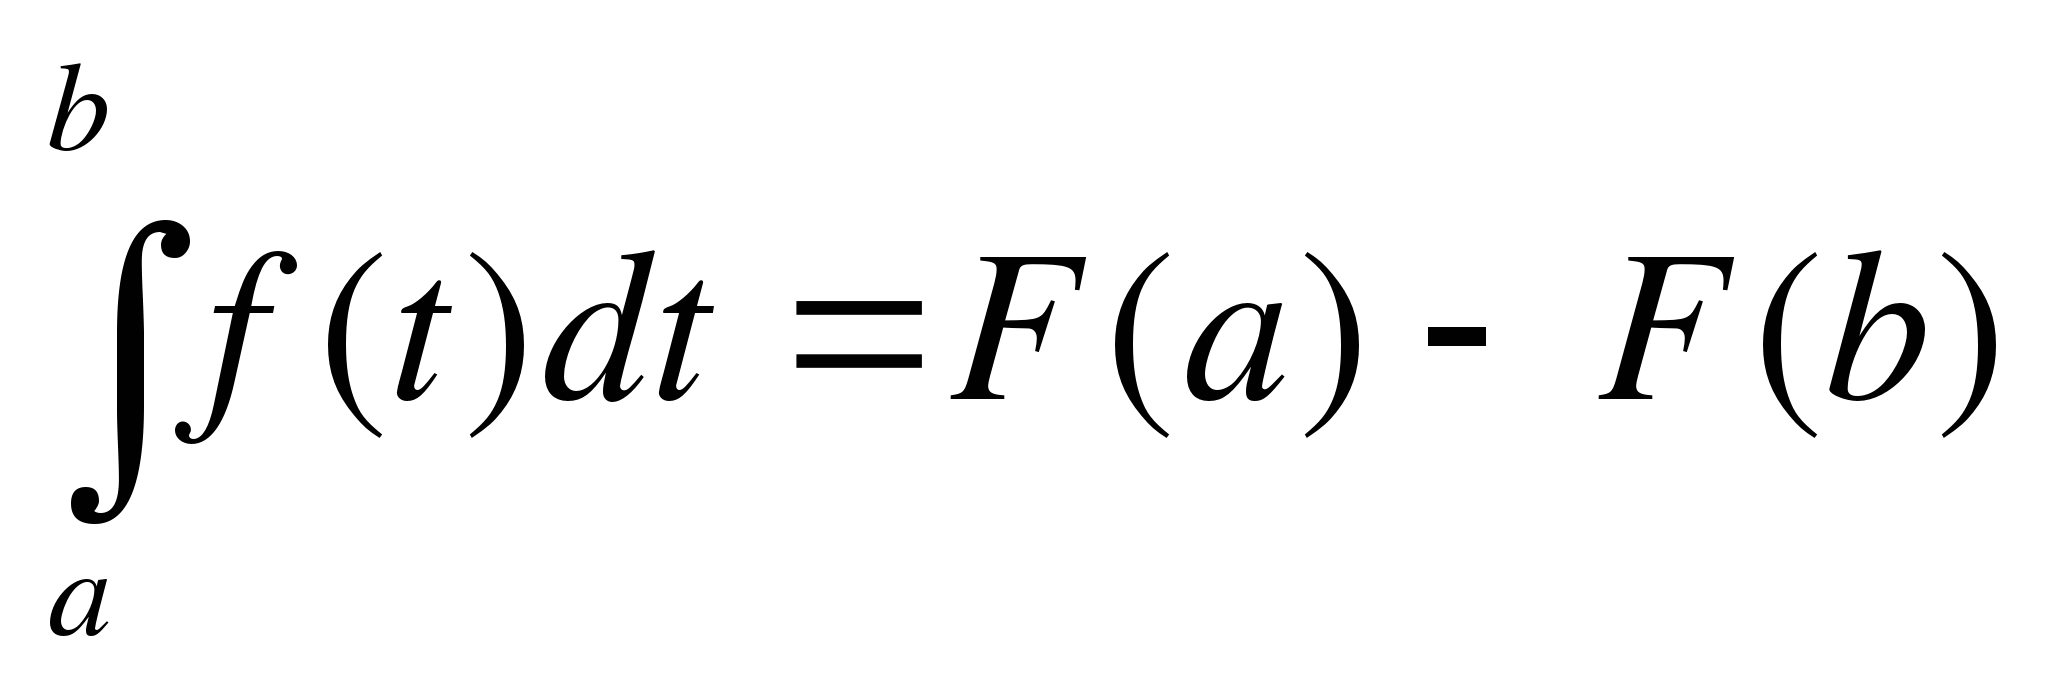 b
∫f(t)dt = F(a) - F(b)
a